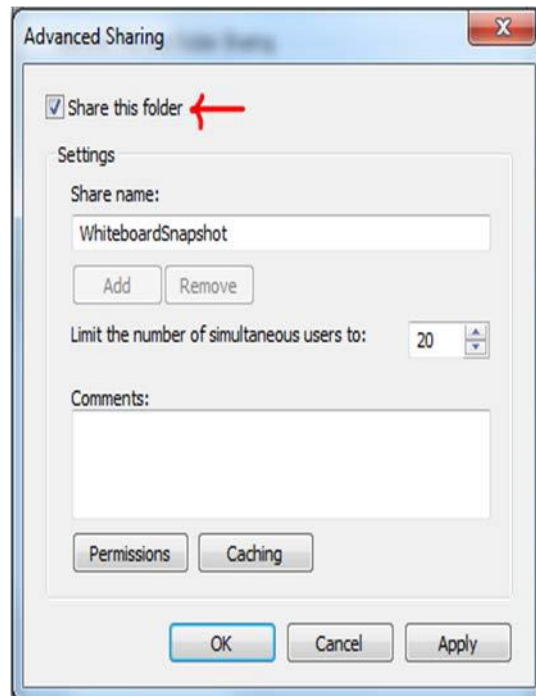 Advanced Sharing
Share this folder
Settings
Share name:
WhiteboardSnapshot
Add Remove
Limit the number of simultaneous users to: 20
Comments:
Permissions Caching
OK Cancel Apply